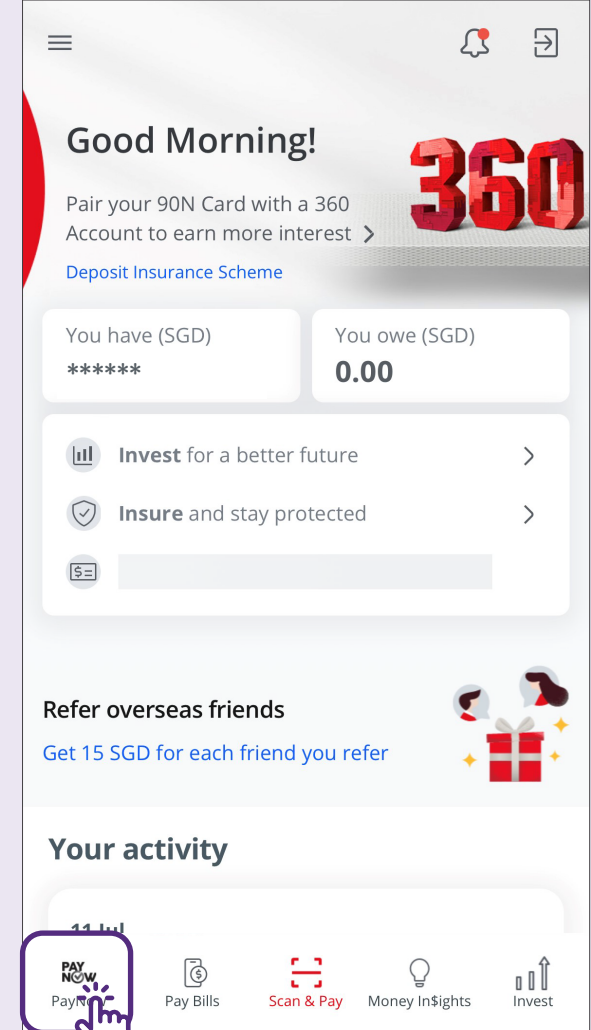 Good Morning!
360
Pair your 90N Card with a 360
Account to earn more interest
Deposit Insurance Scheme
You have (SGD)
******
You owe (SGD)
0.00
Invest for a better future
Insure and stay protected
$
Refer overseas friends
Get 15 SGD for each friend you refer
Your activity
11 Jul
PAY
NOW
Pay Bills
Scan & Pay
Money In$ights
Invest